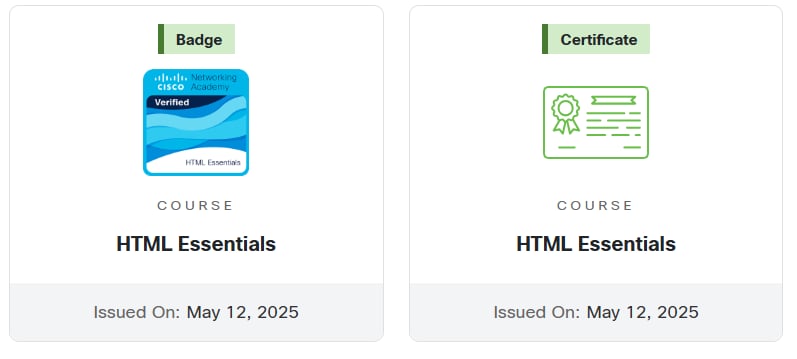 Badge
CISCO
Networking
Academy
Verified
HTML Essentials
COURSE
HTML Essentials
Issued On: May 12, 2025
Certificate
COURSE
HTML Essentials
Issued On: May 12, 2025